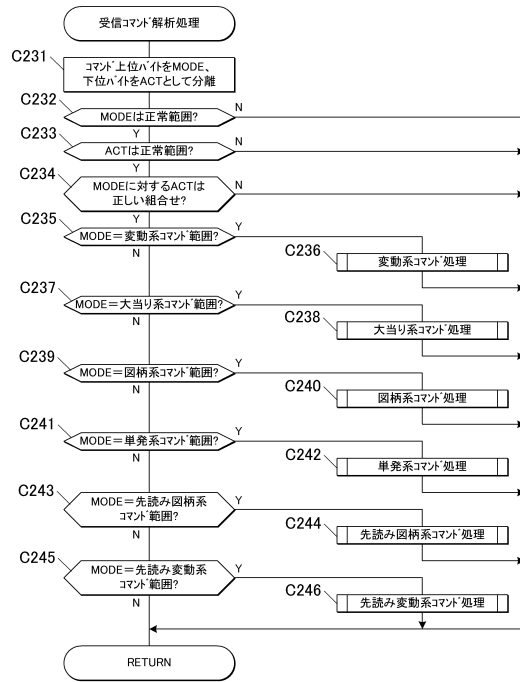 受信コマンド解析処理
C231
コマンド上位バイトをMODE、
下位バイトをACTとして分離
C232
MODEは正常範囲?
N
Y
C233
ACTは正常範囲?
N
Y
C234
MODEに対するACTは
正しい組合せ?
N
Y
C235
MODE=変動系コマンド範囲?
Y
N
C236
変動系コマンド処理
C237
MODE=大当り系コマンド範囲?
Y
N
C238
大当り系コマンド処理
C239
MODE=図柄系コマンド範囲?
Y
N
C240
図柄系コマンド処理
C241
MODE=単発系コマンド範囲?
Y
N
C242
単発系コマンド処理
C243
MODE=先読み図柄系
コマンド範囲?
Y
N
C244
先読み図柄系コマンド処理
C245
MODE=先読み変動系
コマンド範囲?
Y
N
C246
先読み変動系コマンド処理
RETURN